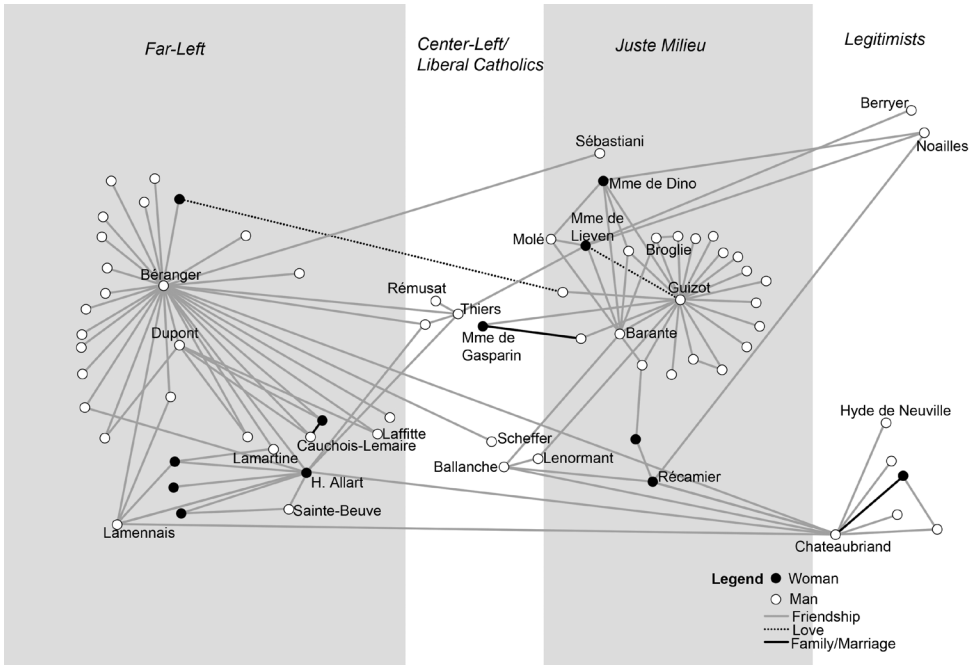 Far-Left
Center-Left/
Liberal Catholics
Juste Milieu
Legitimists
Berryer
Noailles
Sébastiani
Mme de Dino
Mme de
Lieven
Molé
Broglie
Guizot
Béranger
Rémusat
Thiers
Mme de
Gasparin
Barante
Dupont
Cauchois-Lemaire
Laffitte
Lamartine
H. Allart
Sainte-Beuve
Lamennais
Scheffer
Ballanche
Lenormant
Récamier
Hyde de Neuville
Chateaubriand
Legend
Woman
Man
Friendship
Love
Family/Marriage